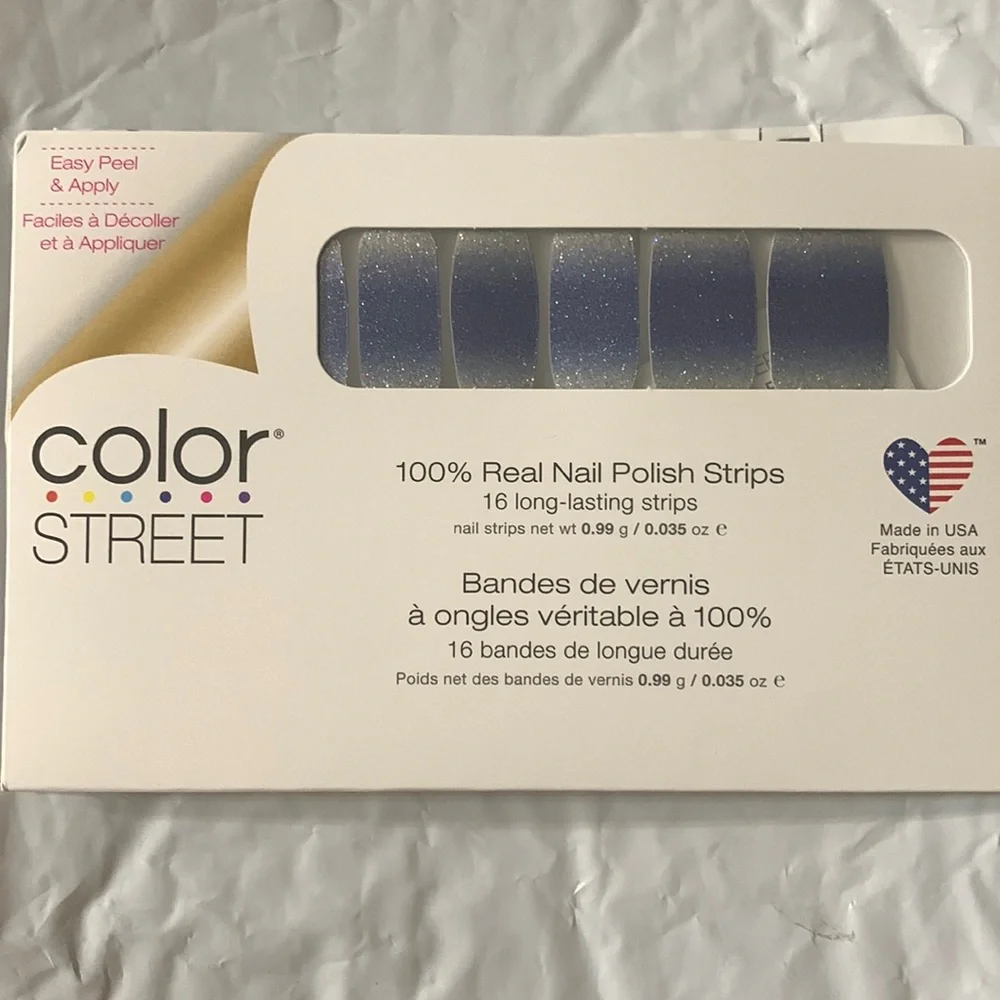 Easy Peel
& Apply
Faciles à Décoller
et à Appliquer
color®
STREET
100% Real Nail Polish Strips
16 long-lasting strips
nail strips net wt 0.99 g / 0.035 oz ℮
Bandes de vernis
à ongles véritable à 100%
16 bandes de longue durée
Poids net des bandes de vernis 0.99 g / 0.035 oz ℮
TM
Made in USA
Fabriquées aux
ÉTATS-UNIS